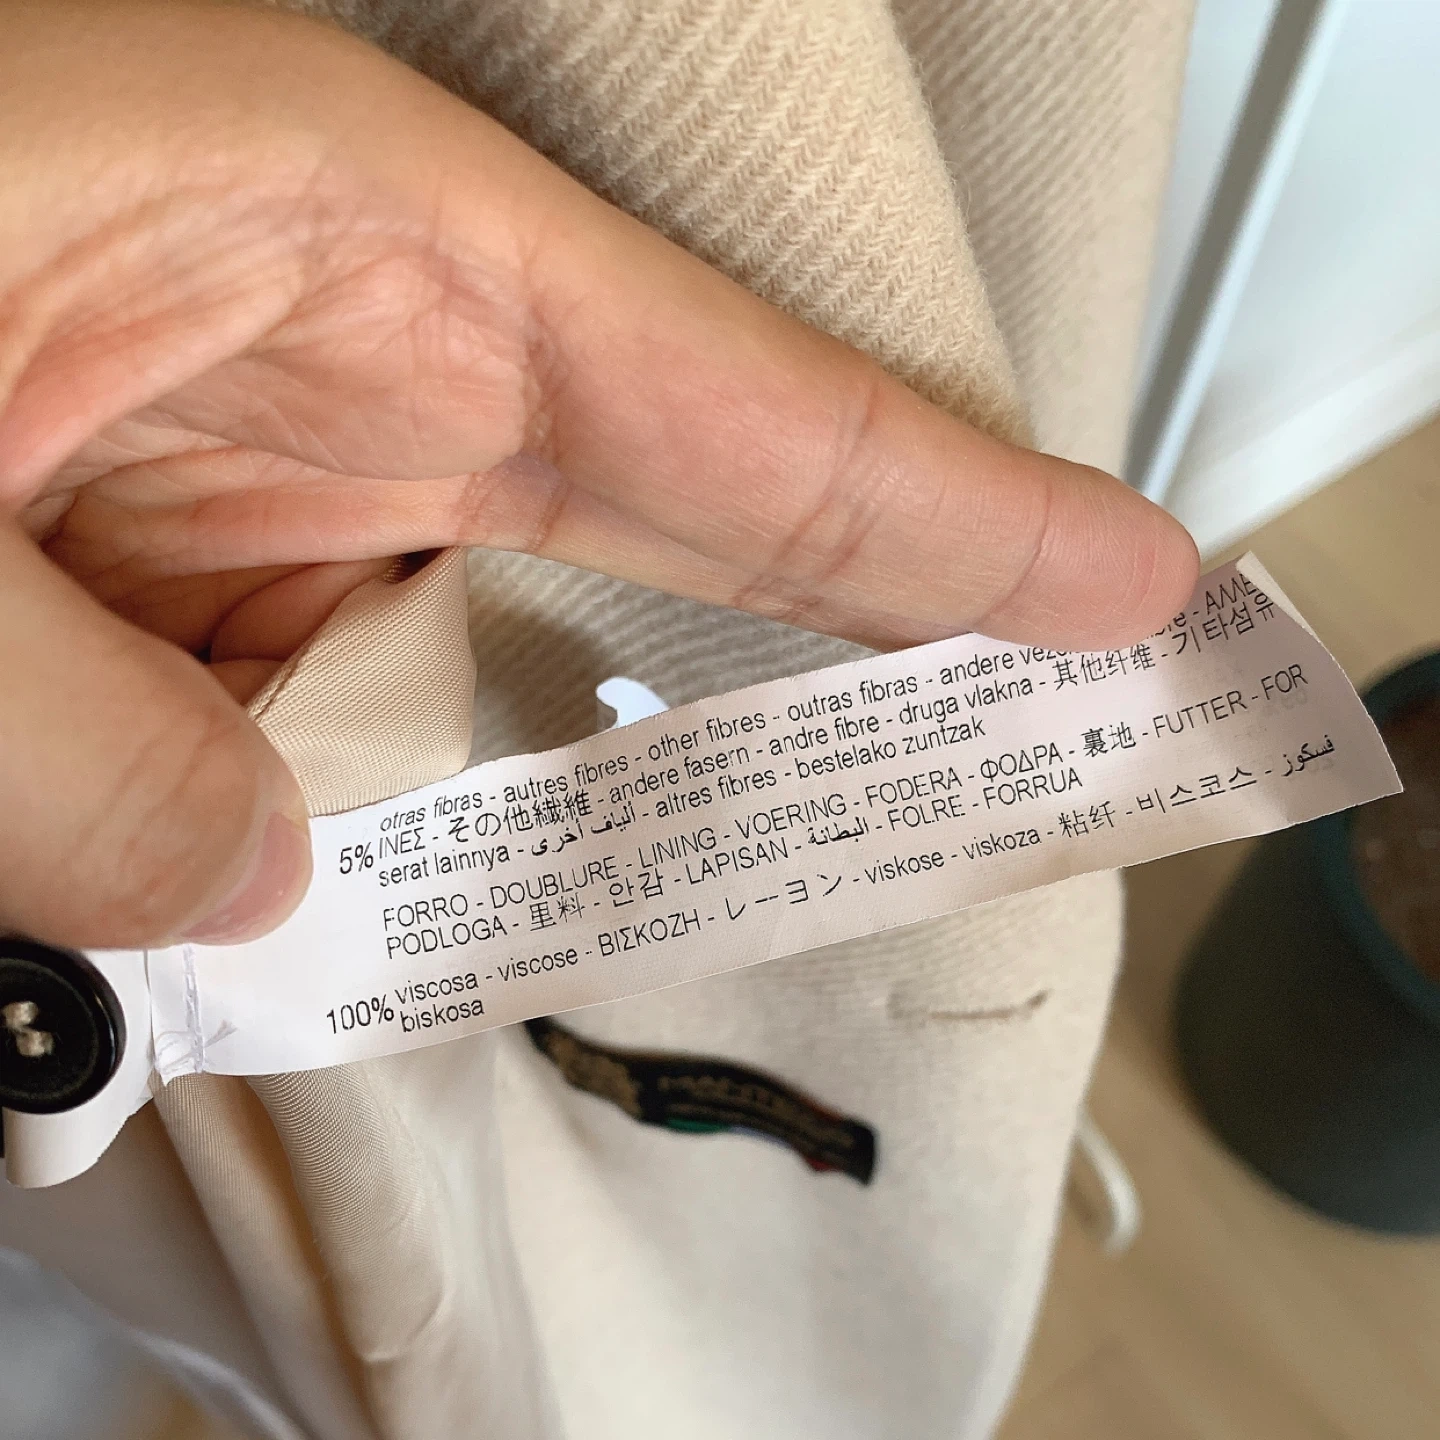 5% otras fibras - autres fibres - other fibres - outras fibras - andere - ΑΛΛΕ
ΙΝΕΣ - その他繊維 - andere fasern - andre fibre - druga vlakna - 其他纤维 - 기타섬유
serat lainnya - ألياف أخرى - altres fibres - bestelako zuntzak
FORRO - DOUBLURE - LINING - VOERING - FODERA - ΦΟΔΡΑ - 裏地 - FUTTER - FOR
PODLOGA - 里料 - 안감 - LAPISAN - البطانة - FOLRE - FORRUA
100% viscosa - viscose - ΒΙΣΚΟΖΗ - レーヨン - viskose - viskoza - 粘纤 - 비스코스 - فسكوز
biskosa